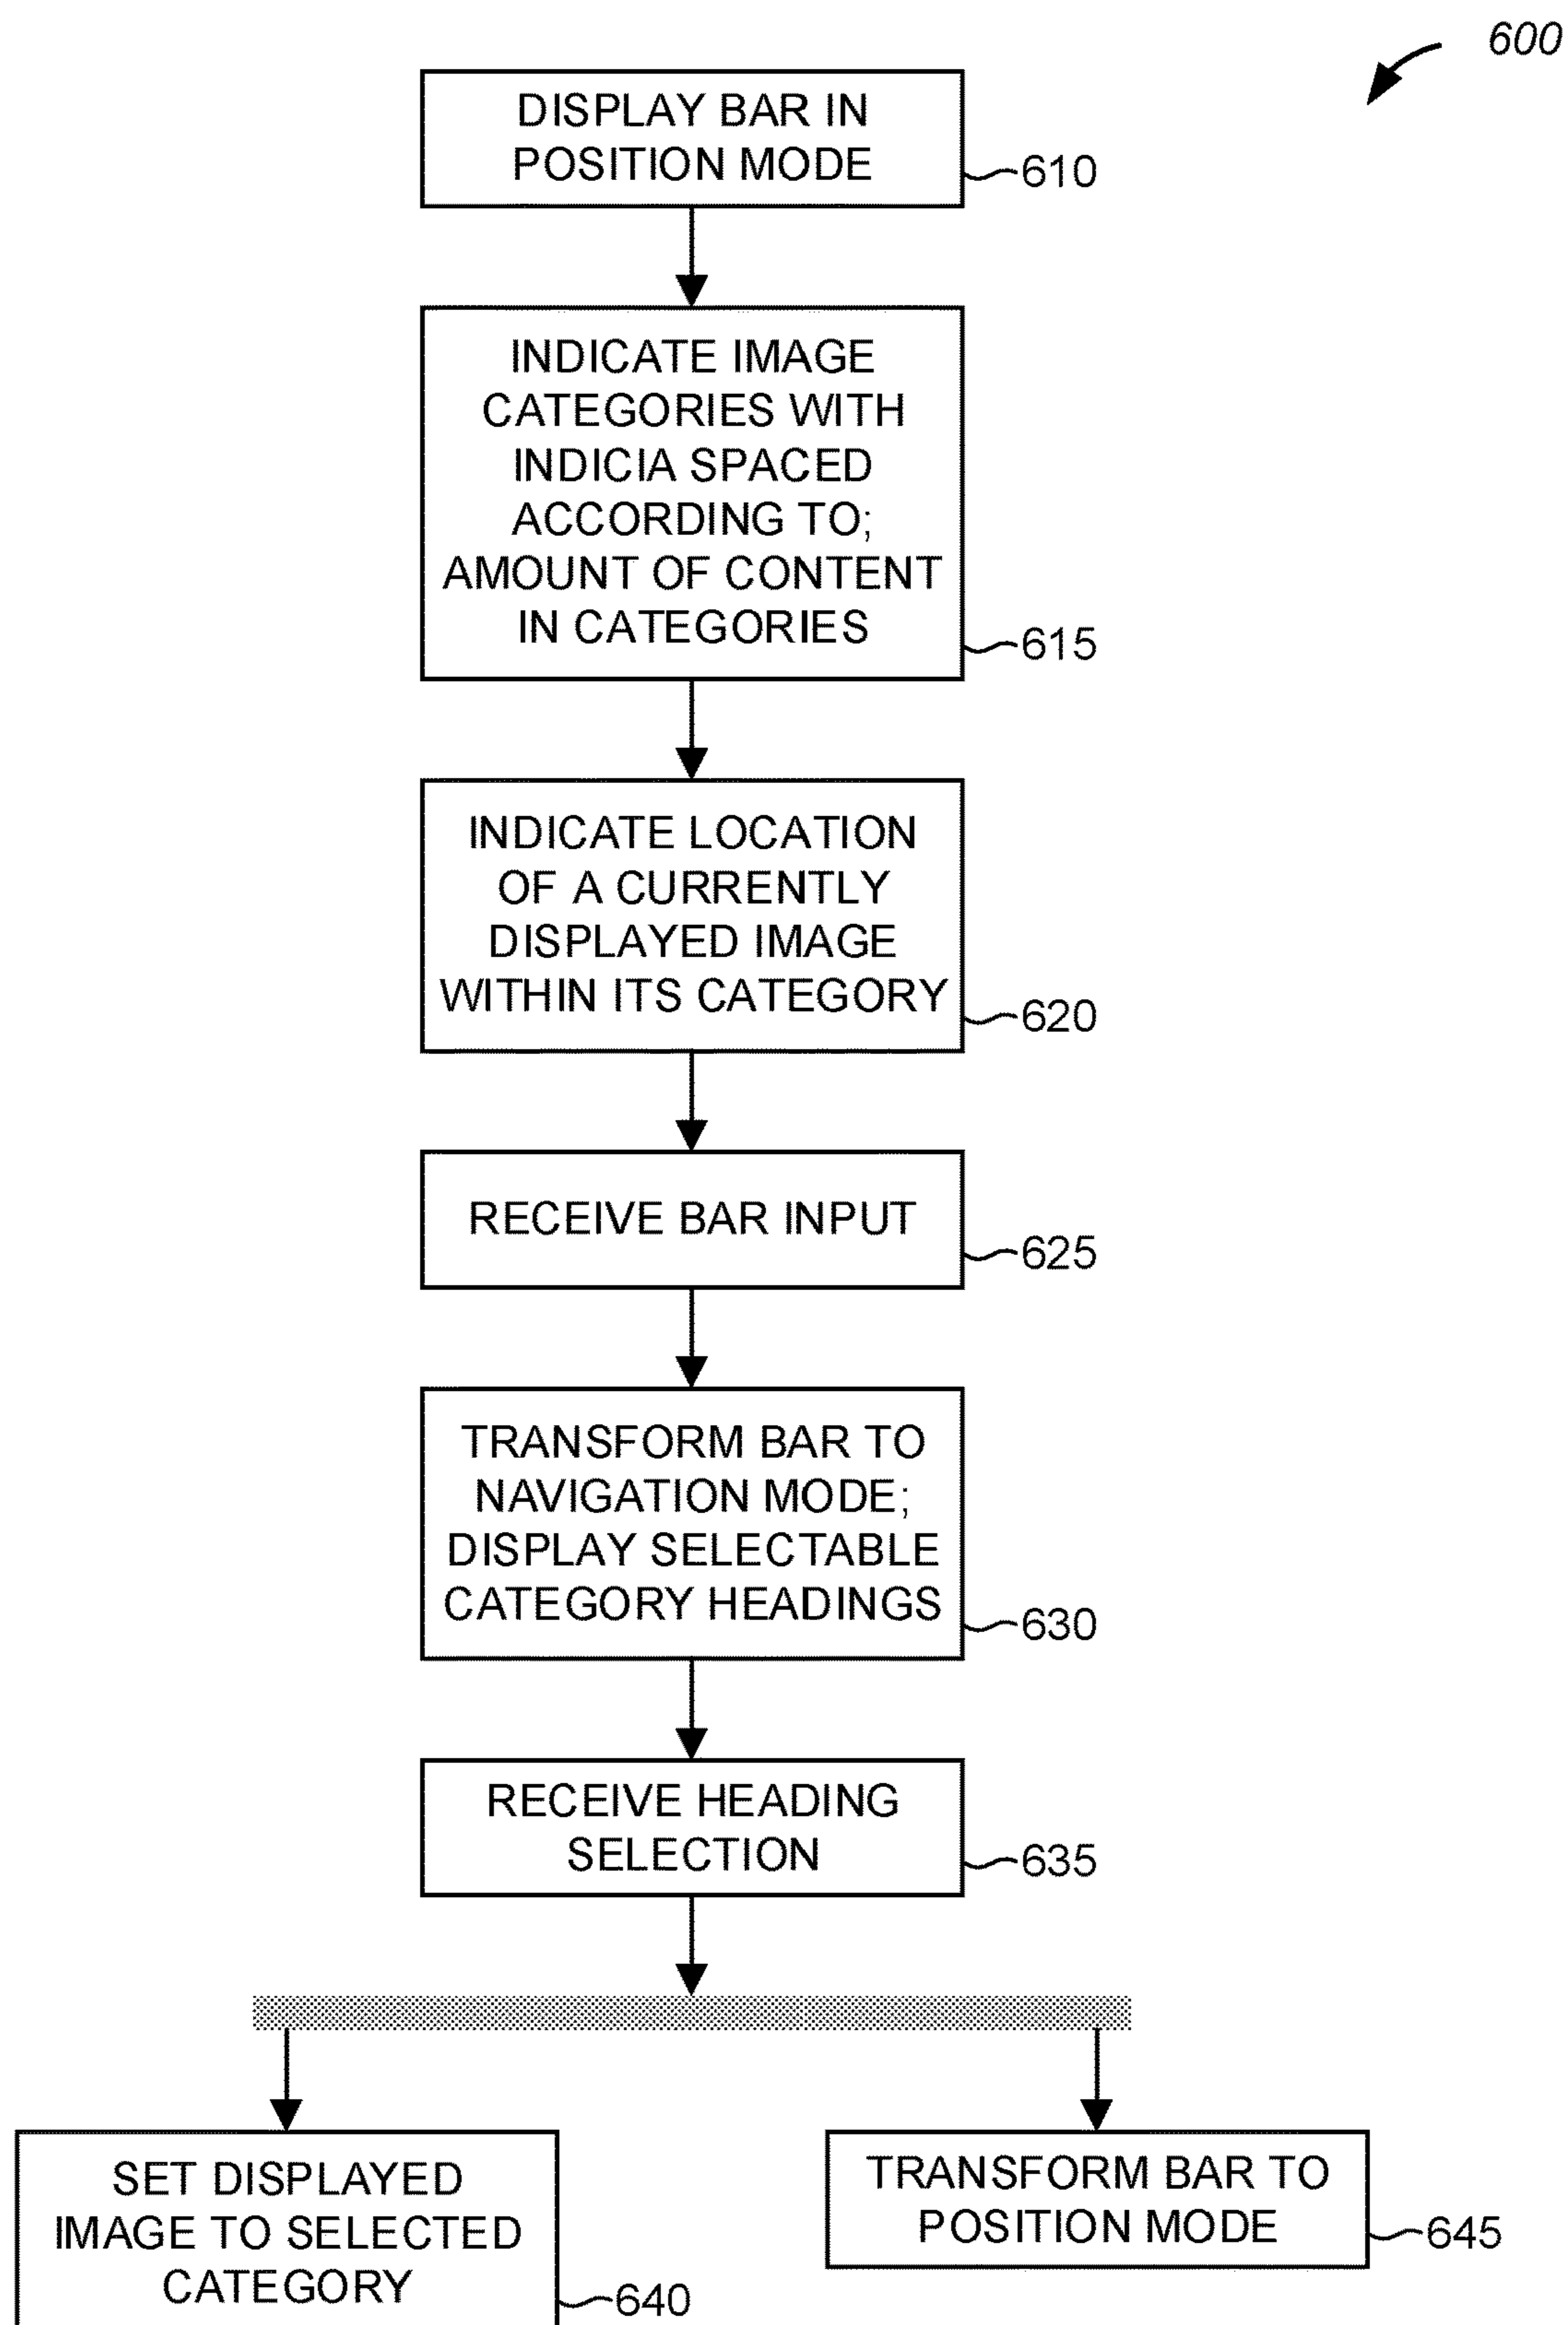 600
DISPLAY BAR IN
POSITION MODE
610
INDICATE IMAGE
CATEGORIES WITH
INDICIA SPACED
ACCORDING TO;
AMOUNT OF CONTENT
IN CATEGORIES
615
INDICATE LOCATION
OF A CURRENTLY
DISPLAYED IMAGE
WITHIN ITS CATEGORY
620
RECEIVE BAR INPUT
625
TRANSFORM BAR TO
NAVIGATION MODE;
DISPLAY SELECTABLE
CATEGORY HEADINGS
630
RECEIVE HEADING
SELECTION
635
SET DISPLAYED
IMAGE TO SELECTED
CATEGORY
640
TRANSFORM BAR TO
POSITION MODE
645